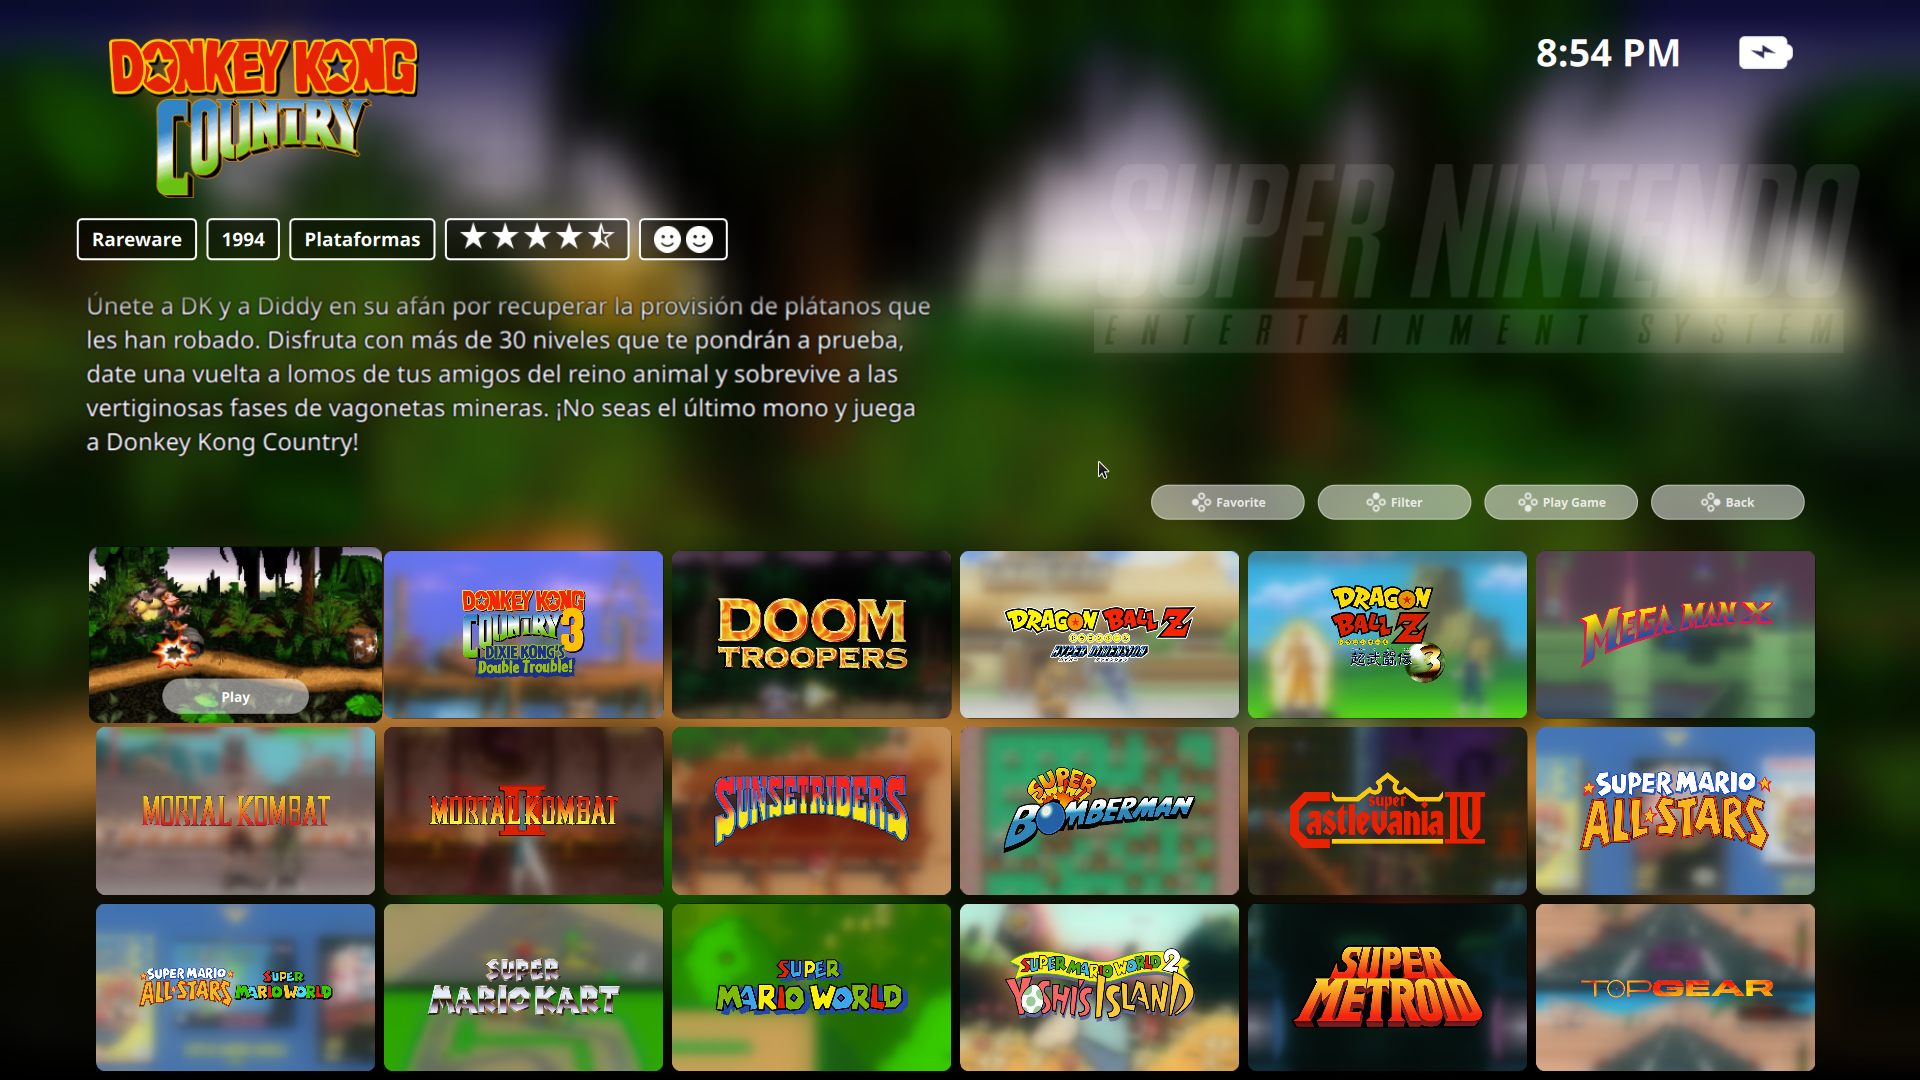 DONKEY KONG
COUNTRY
8:54 PM
SUPER NINTENDO
ENTERTAINMENT SYSTEM
Rareware
1994
Plataformas
Únete a DK y a Diddy en su afán por recuperar la provisión de plátanos que
les han robado. Disfruta con más de 30 niveles que te pondrán a prueba,
date una vuelta a lomos de tus amigos del reino animal y sobrevive a las
vertiginosas fases de vagonetas mineras. ¡No seas el último mono y juega
a Donkey Kong Country!
Favorite
Filter
Play Game
Back
Play
DONKEY KONG
COUNTRY 3
DIXIE KONG'S
Double Trouble!
DOOM
TROOPERS
DRAGON BALL Z
HYPER DIMENSION
DRAGON
BALL Z
超武闘伝3
MEGA MAN X
MORTAL KOMBAT
MORTAL KOMBAT II
SUNSET RIDERS
SUPER
BOMBERMAN
SUPER
Castlevania IV
SUPER MARIO
ALL-STARS
SUPER MARIO
ALL-STARS
SUPER
MARIO WORLD
SUPER
MARIO KART
SUPER
MARIO WORLD
SUPER MARIO WORLD 2
YOSHI'S ISLAND
SUPER
METROID
TOP GEAR